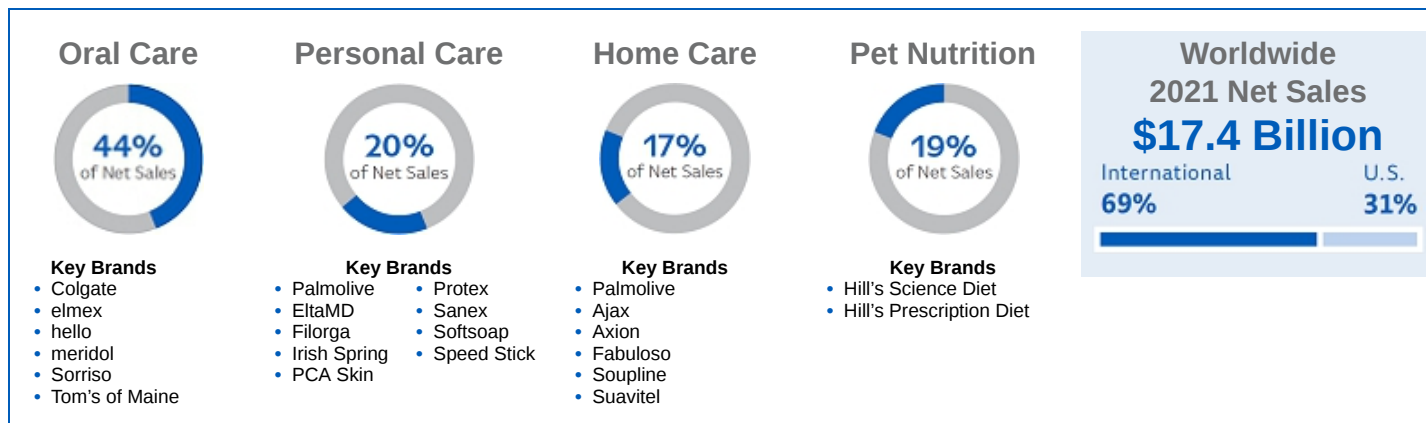 Oral Care
44%
of Net Sales
Key Brands
• Colgate
• elmex
• hello
• meridol
• Sorriso
• Tom's of Maine
Personal Care
20%
of Net Sales
Key Brands
• Palmolive
• EltaMD
• Filorga
• Irish Spring
• PCA Skin
• Protex
• Sanex
• Softsoap
• Speed Stick
Home Care
17%
of Net Sales
Key Brands
• Palmolive
• Ajax
• Axion
• Fabuloso
• Soupline
• Suavitel
Pet Nutrition
19%
of Net Sales
Key Brands
• Hill's Science Diet
• Hill's Prescription Diet
Worldwide
2021 Net Sales
$17.4 Billion
International U.S.
69% 31%